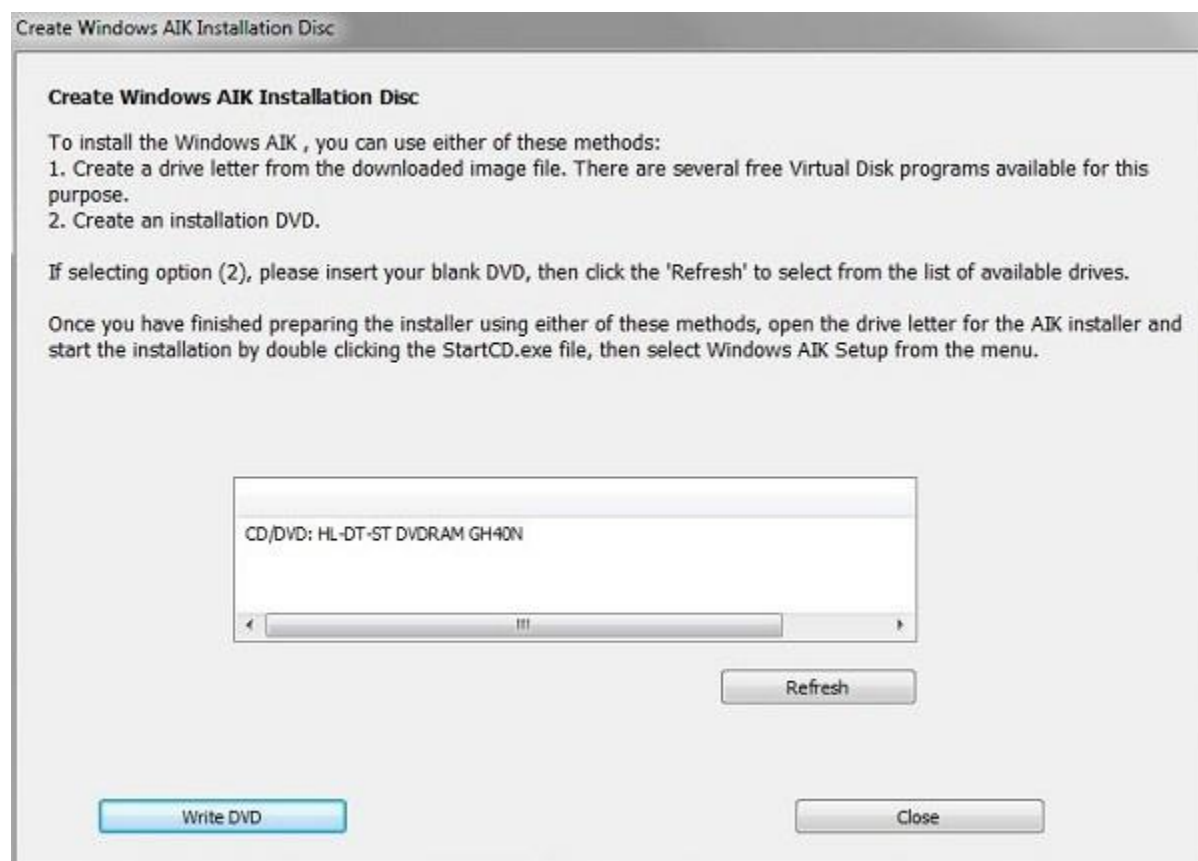 Create Windows AIK Installation Disc
Create Windows AIK Installation Disc
To install the Windows AIK , you can use either of these methods:
1. Create a drive letter from the downloaded image file. There are several free Virtual Disk programs available for this
purpose.
2. Create an installation DVD.
If selecting option (2), please insert your blank DVD, then click the 'Refresh' to select from the list of available drives.
Once you have finished preparing the installer using either of these methods, open the drive letter for the AIK installer and
start the installation by double clicking the StartCD.exe file, then select Windows AIK Setup from the menu.
CD/DVD: HL-DT-ST DVDRAM GH40N
Refresh
Write DVD
Close